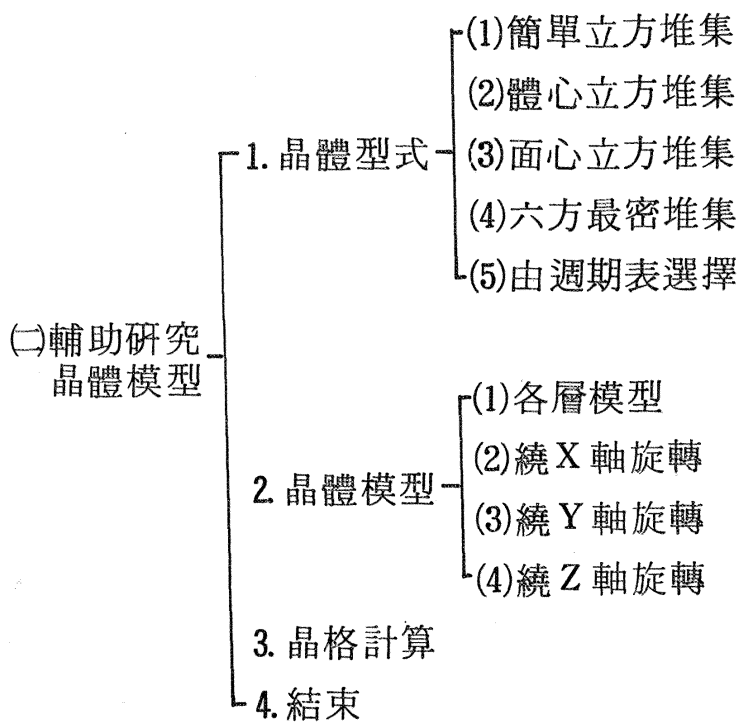 ㈡輔助研究
晶體模型
1. 晶體型式
(1)簡單立方堆集
(2)體心立方堆集
(3)面心立方堆集
(4)六方最密堆集
(5)由週期表選擇
2. 晶體模型
(1)各層模型
(2)繞X軸旋轉
(3)繞Y軸旋轉
(4)繞Z軸旋轉
3. 晶格計算
4. 結束